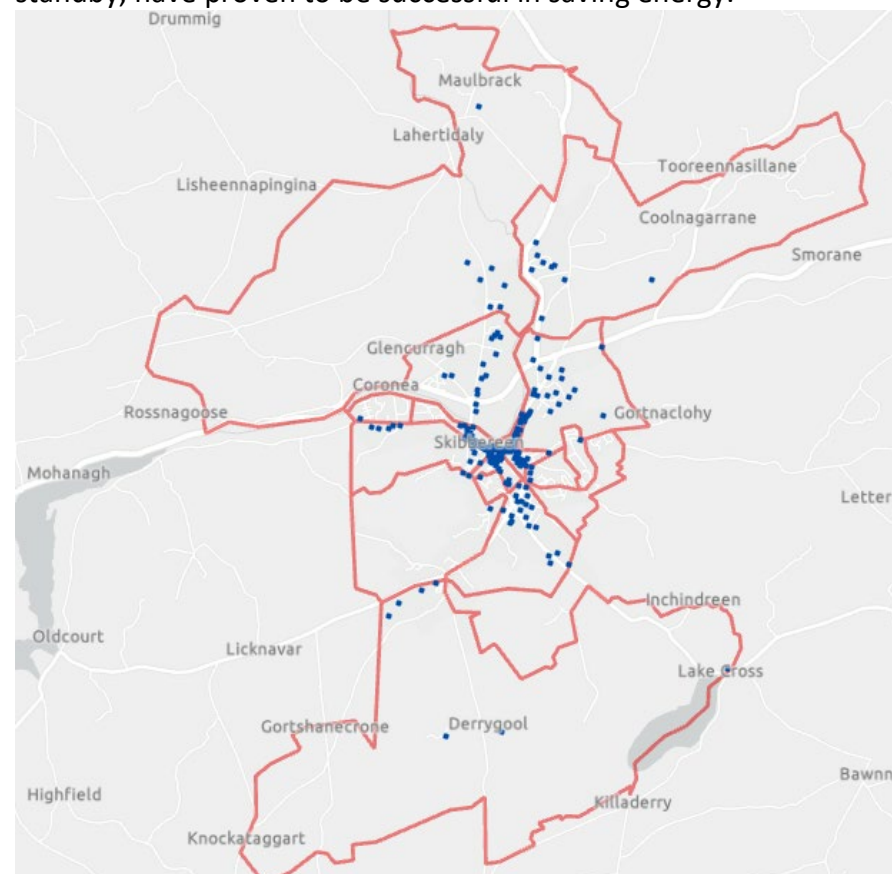 standby, have proven to be successful in saving energy.
Drummig
Maulbrack
Lahertidaly
Tooreennasillane
Lisheennapingina
Coolnagarrane
Smorane
Glencurragh
Coronea
Rossnagoose
Gortnaclohy
Skibbereen
Mohanagh
Letter
Inchindreen
Oldcourt
Licknavar
Lake Cross
Derrygool
Gortshanecrone
Bawnn
Highfield
Killaderry
Knockataggart